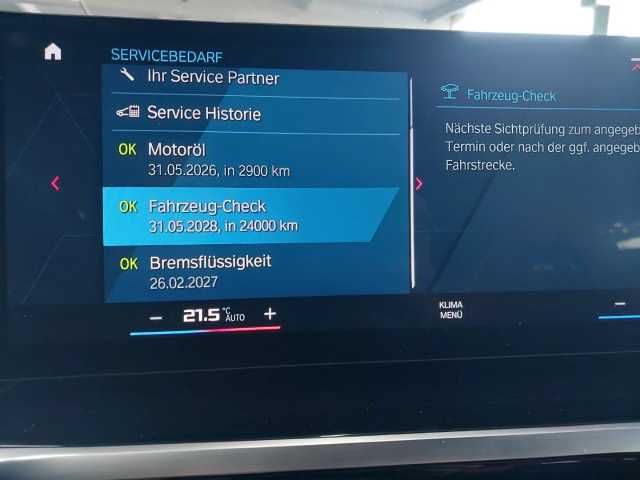 SERVICEBEDARF
Ihr Service Partner
Service Historie
OK Motoröl
31.05.2026, in 2900 km
OK Fahrzeug-Check
31.05.2028, in 24000 km
OK Bremsflüssigkeit
26.02.2027
Fahrzeug-Check
Nächste Sichtprüfung zum angegeb
Termin oder nach der ggf. angegebe
Fahrstrecke.
− 21.5 °C AUTO +
KLIMA
MENÜ
−